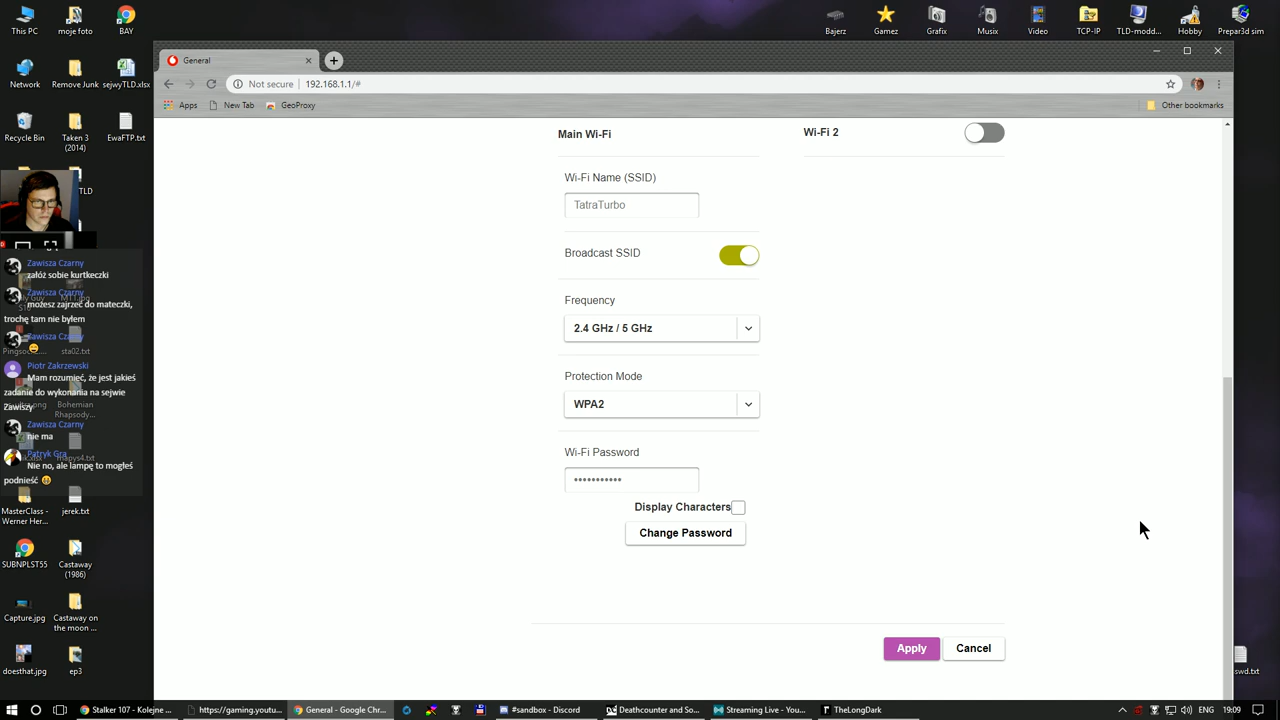 This PC
moje foto
BAY
Bajerz
Gamez
Grafix
Musix
Video
TCP-IP
TLD-modd...
Hobby
Prepar3d sim
General
Not secure
192.168.1.1/#
Apps
New Tab
GeoProxy
Other bookmarks
Network
Remove Junk
sejwyTLD.xlsx
Recycle Bin
Taken 3
(2014)
EwaFTP.txt
Main Wi-Fi
Wi-Fi 2
Wi-Fi Name (SSID)
TatraTurbo
Broadcast SSID
Frequency
2.4 GHz / 5 GHz
Protection Mode
WPA2
Wi-Fi Password
•••••••••••
Display Characters
Change Password
Apply
Cancel
Zawisza Czarny
załóż sobie kurtkeczki
Zawisza Czarny
możesz zajrzeć do mateczki,
trochę tam nie byłem
Zawisza Czarny
sta02.txt
Piotr Zakrzewski
Mam rozumieć, że jest jakieś
zadanie do wykonania na sejwie
Zawiszy
Bohemian
Rhapsody...
Zawisza Czarny
nie ma
Patryk Gra
Nie no, ale lampę to mogłeś
podnieść
MasterClass -
Werner Her...
jerek.txt
SUBNPLST55
Castaway
(1986)
Capture.jpg
Castaway on
the moon ...
doesthat.jpg
ep3
swd.txt
Stalker 107 - Kolejne ...
https://gaming.youtu...
General - Google Chr...
#sandbox - Discord
Deathcounter and So...
Streaming Live - You...
TheLongDark
ENG
19:09